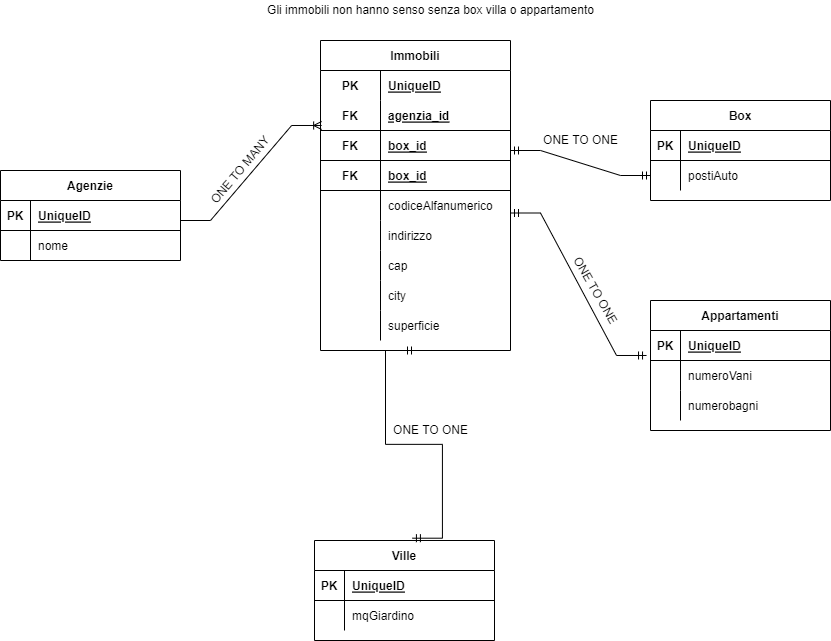 Gli immobili non hanno senso senza box villa o appartamento
Immobili
PK UniqueID
FK agenzia_id
FK box_id
FK box_id
codiceAlfanumerico
indirizzo
cap
city
superficie
ONE TO MANY
Agenzie
PK UniqueID
nome
ONE TO ONE
Box
PK UniqueID
postiAuto
ONE TO ONE
Appartamenti
PK UniqueID
numeroVani
numerobagni
ONE TO ONE
Ville
PK UniqueID
mqGiardino